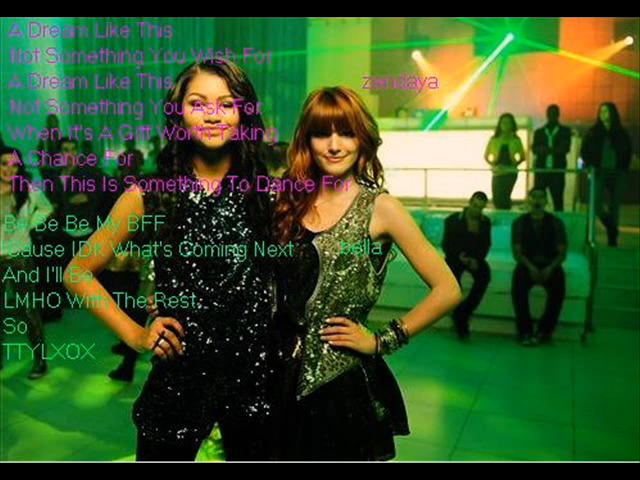 A Dream Like This
Not Something You Wish For
A Dream Like This
zendaya
Not Something You Ask For
When It's A Gift Worth Taking
A Chance For
Then This Is Something To Dance For
Be Be Be My BFF
'Cause IDK What's Coming Next
bella
And I'll Be
LMHO With The Rest
So
TTYLXOX